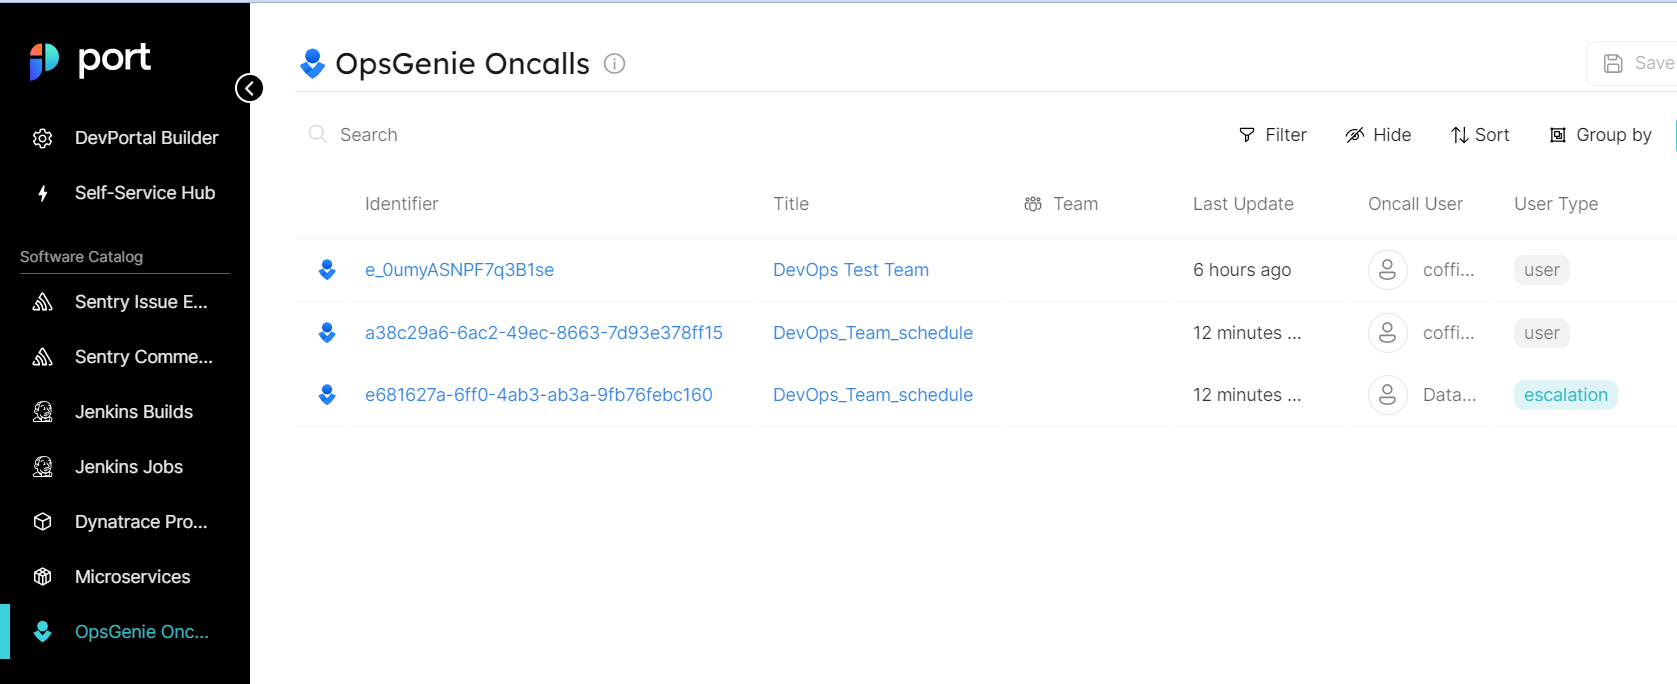 port
DevPortal Builder
Self-Service Hub
Software Catalog
Sentry Issue E...
Sentry Comme...
Jenkins Builds
Jenkins Jobs
Dynatrace Pro...
Microservices
OpsGenie Onc...
OpsGenie Oncalls
Save
Search
Filter Hide Sort Group by
Identifier Title Team Last Update Oncall User User Type
e_0umyASNPF7q3B1se DevOps Test Team 6 hours ago coffi... user
a38c29a6-6ac2-49ec-8663-7d93e378ff15 DevOps_Team_schedule 12 minutes ... coffi... user
e681627a-6ff0-4ab3-ab3a-9fb76febc160 DevOps_Team_schedule 12 minutes ... Data... escalation